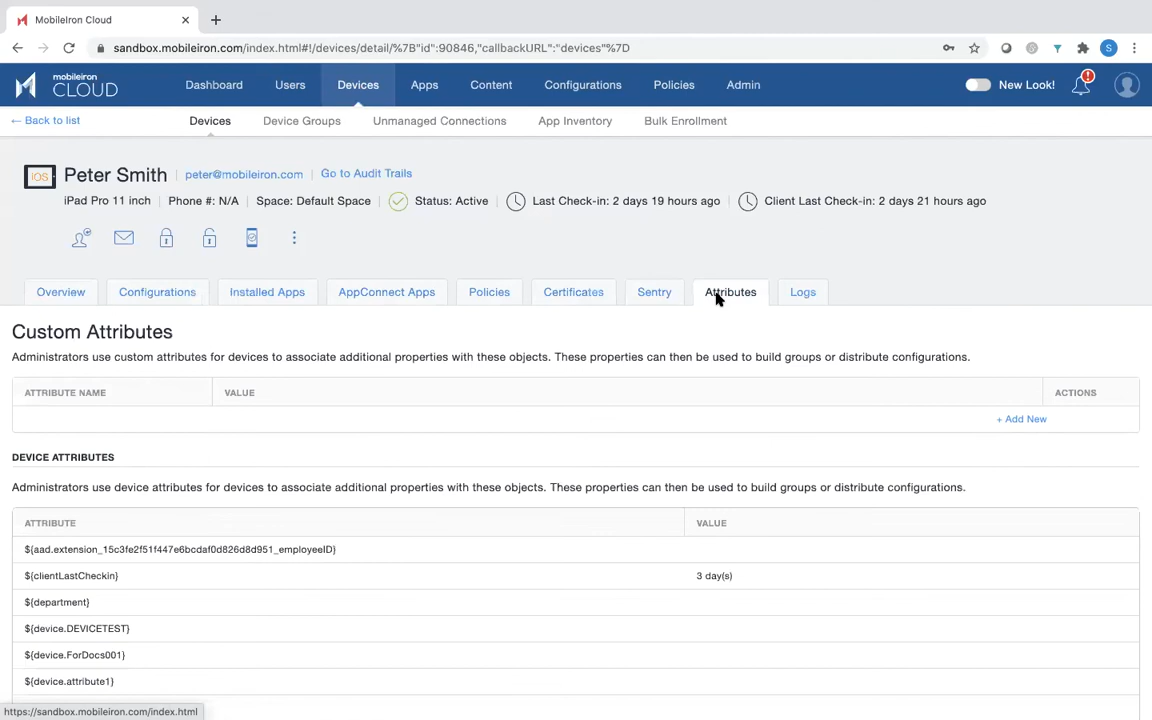 MobileIron Cloud
sandbox.mobileiron.com/index.html#!/devices/detail/%7B"id":90846,"callbackURL":"devices"%7D
S
mobileiron
CLOUD
Dashboard Users Devices Apps Content Configurations Policies Admin New Look! !
← Back to list Devices Device Groups Unmanaged Connections App Inventory Bulk Enrollment
iOS Peter Smith peter@mobileiron.com Go to Audit Trails
iPad Pro 11 inch Phone #: N/A Space: Default Space Status: Active Last Check-in: 2 days 19 hours ago Client Last Check-in: 2 days 21 hours ago
Overview Configurations Installed Apps AppConnect Apps Policies Certificates Sentry Attributes Logs
Custom Attributes
Administrators use custom attributes for devices to associate additional properties with these objects. These properties can then be used to build groups or distribute configurations.
ATTRIBUTE NAME VALUE ACTIONS
+ Add New
DEVICE ATTRIBUTES
Administrators use device attributes for devices to associate additional properties with these objects. These properties can then be used to build groups or distribute configurations.
ATTRIBUTE VALUE
${aad.extension_15c3fe2f51f447e6bcdaf0d826d8d951_employeeID}
${clientLastCheckin} 3 day(s)
${department}
${device.DEVICETEST}
${device.ForDocs001}
${device.attribute1}
https://sandbox.mobileiron.com/index.html